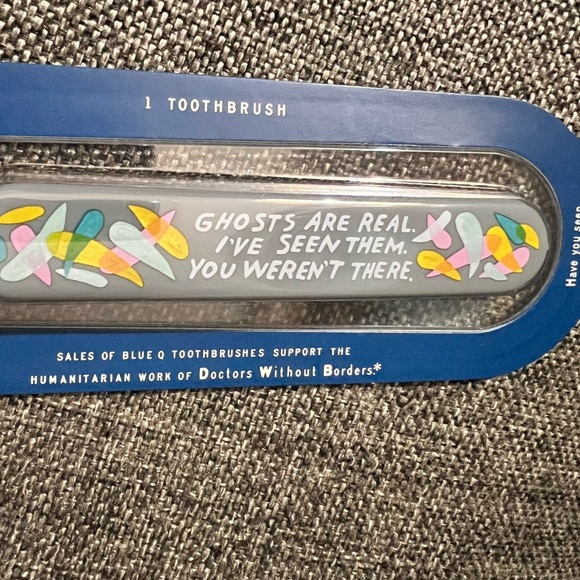 1 TOOTHBRUSH
GHOSTS ARE REAL.
I'VE SEEN THEM.
YOU WEREN'T THERE.
SALES OF BLUE Q TOOTHBRUSHES SUPPORT THE
HUMANITARIAN WORK OF Doctors Without Borders.*
Have you seen